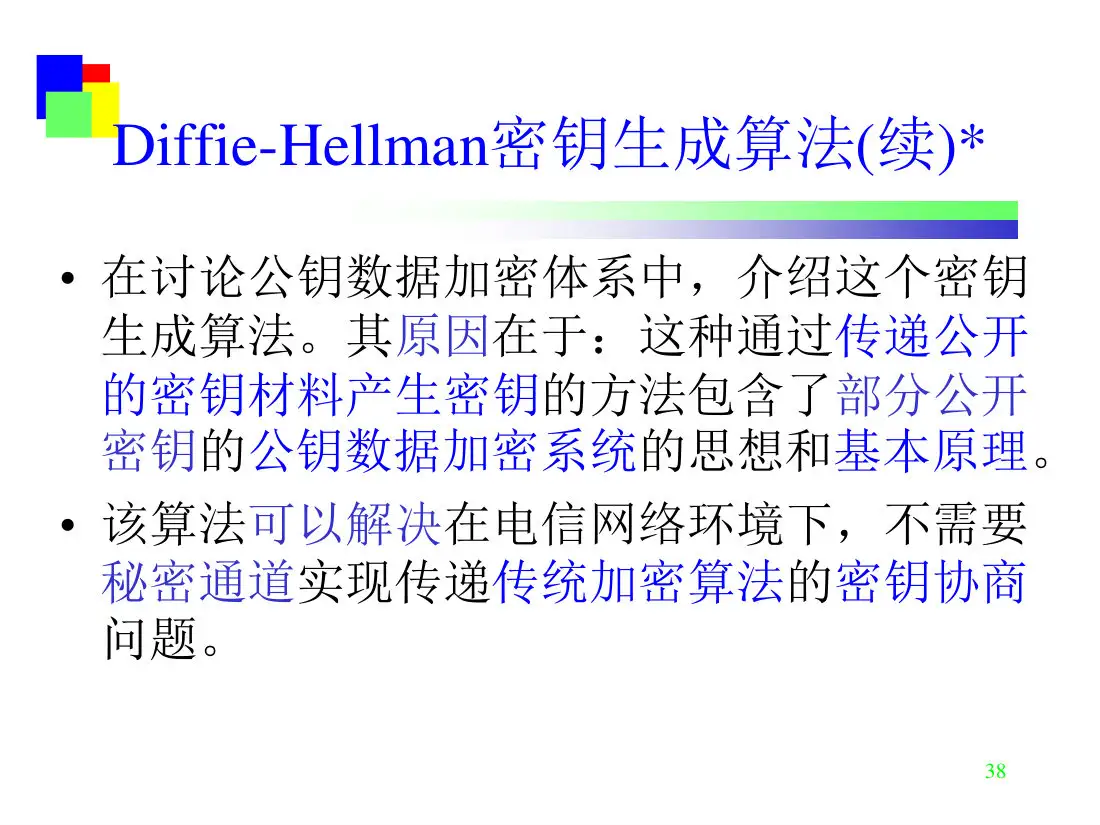 Diffie-Hellman密钥生成算法(续)*
• 在讨论公钥数据加密体系中，介绍这个密钥
生成算法。其原因在于：这种通过传递公开
的密钥材料产生密钥的方法包含了部分公开
密钥的公钥数据加密系统的思想和基本原理。
• 该算法可以解决在电信网络环境下，不需要
秘密通道实现传递传统加密算法的密钥协商
问题。
38